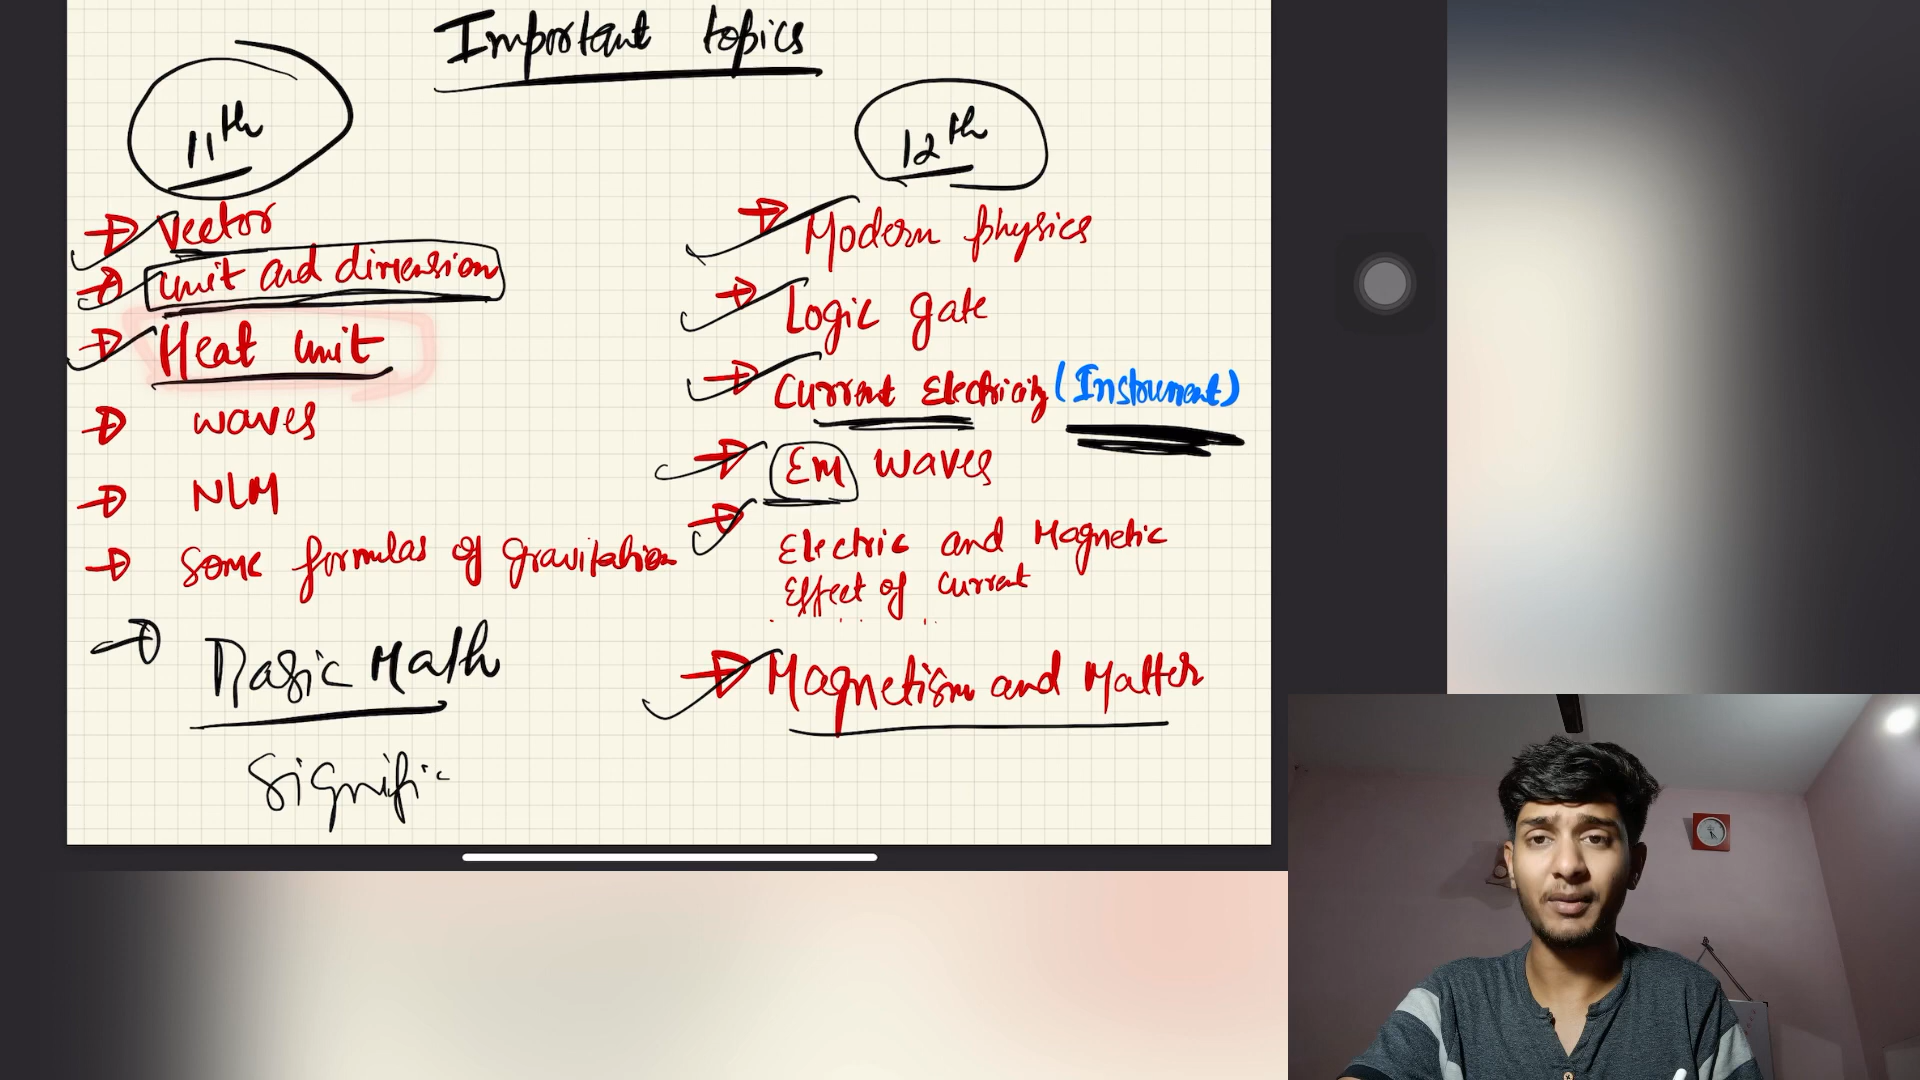 Important topics
11th
Vector
Unit and dimension
Heat unit
waves
NLM
Some formulas of gravitation
Basic Math
Signific
12th
Modern physics
Logic gate
Current Electricity (Instrument)
EM waves
Electric and Magnetic
Effect of current
Magnetism and Matter